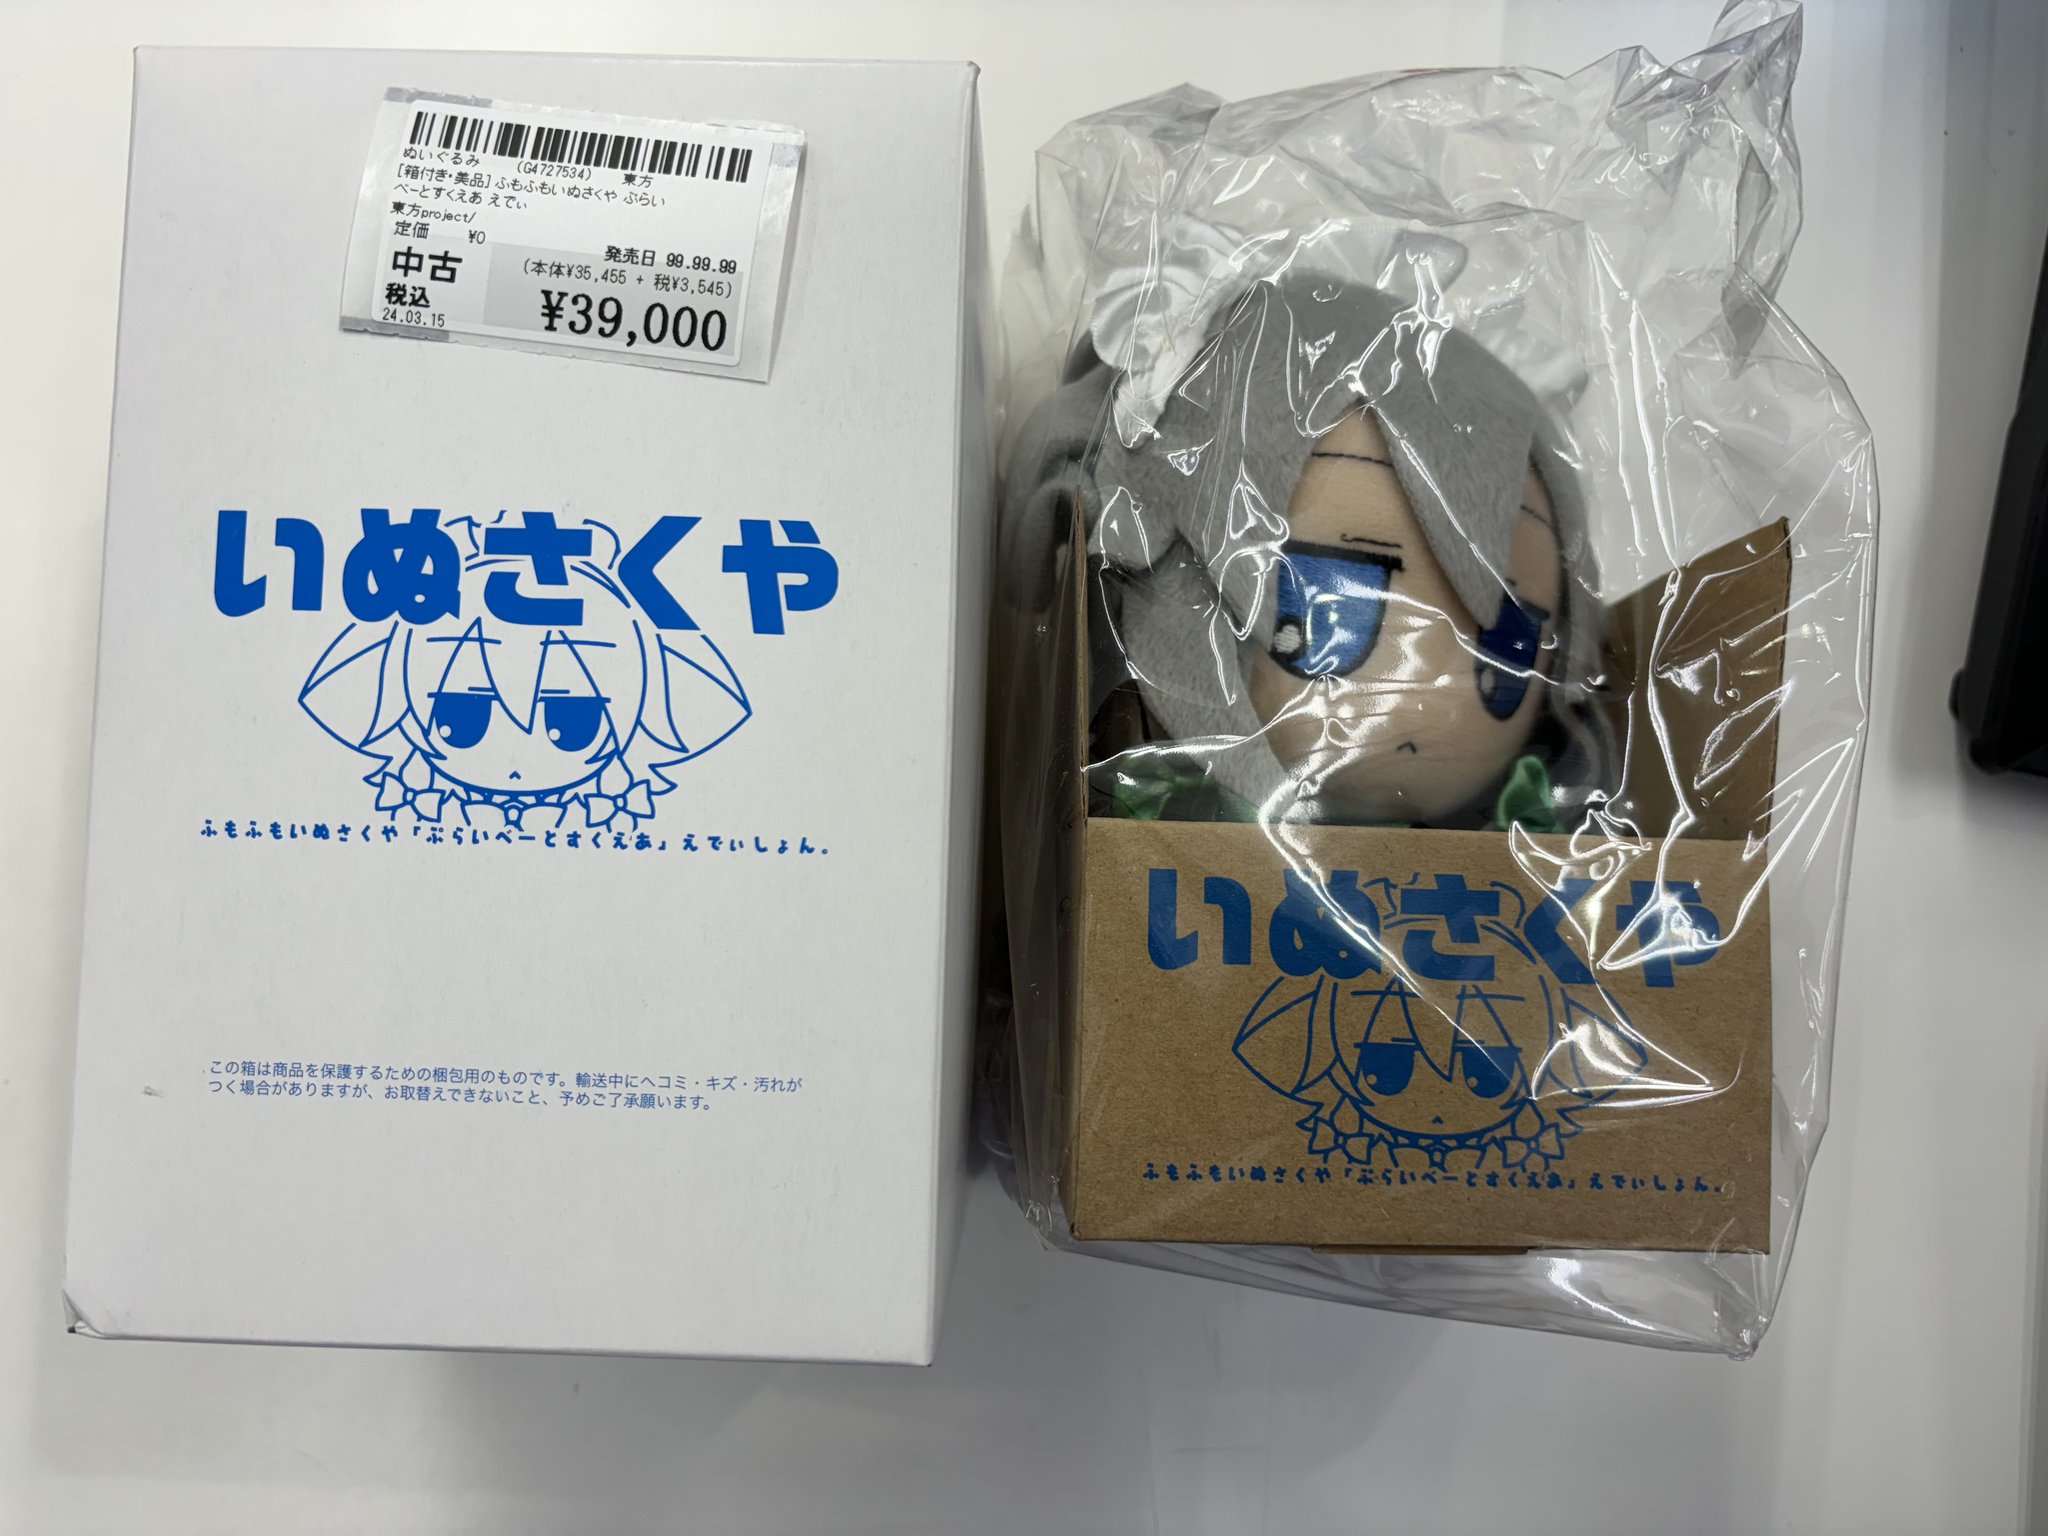 ぬいぐるみ (G4727534) 東方
[箱付き・美品] ふもふもいぬさくや ぷらい
べーとすくえあ えでぃ
東方project/
定価 ¥0
発売日 99.99.99
中古 (本体¥35,455 + 税¥3,545)
税込 ¥39,000
24.03.15
いぬさくや
ふもふもいぬさくや「ぷらいべーとすくえあ」えでぃしょん。
この箱は商品を保護するための梱包用のものです。輸送中にヘコミ・キズ・汚れが
つく場合がありますが、お取替えできないこと、予めご了承願います。
いぬさくや
ふもふもいぬさくや「ぷらいべーとすくえあ」えでぃしょん。